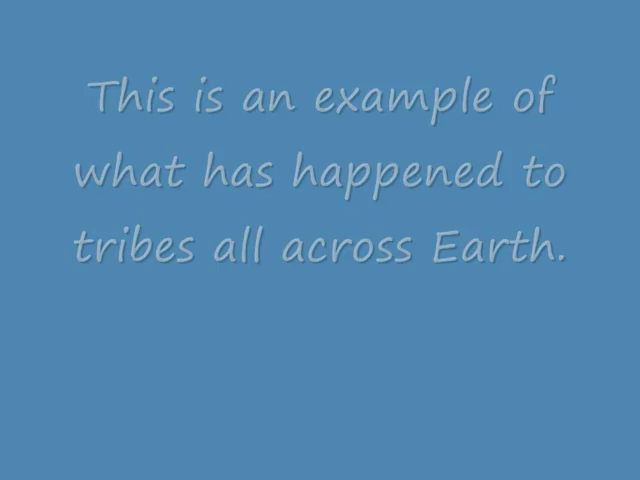 This is an example of
what has happened to
tribes all across Earth.